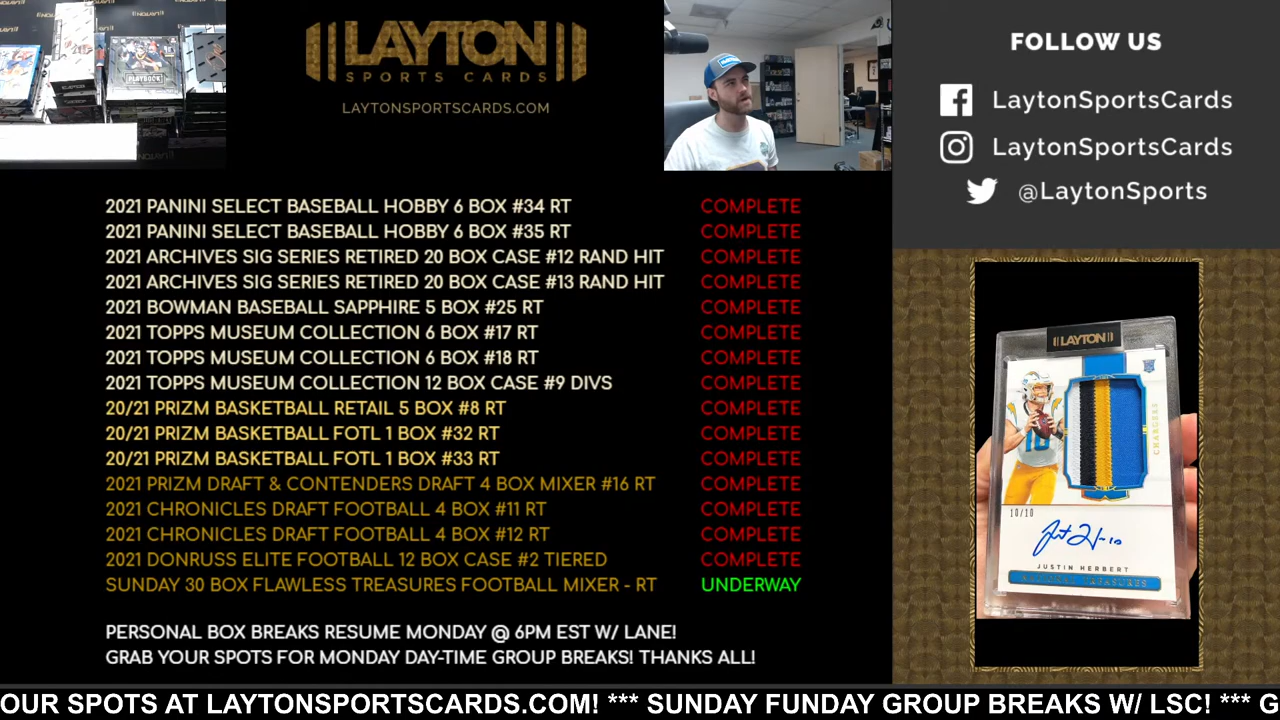 LAYTON
SPORTS CARDS
LAYTONSPORTSCARDS.COM
PLAYBOOK
FOLLOW US
LaytonSportsCards
LaytonSportsCards
@LaytonSports
2021 PANINI SELECT BASEBALL HOBBY 6 BOX #34 RT COMPLETE
2021 PANINI SELECT BASEBALL HOBBY 6 BOX #35 RT COMPLETE
2021 ARCHIVES SIG SERIES RETIRED 20 BOX CASE #12 RAND HIT COMPLETE
2021 ARCHIVES SIG SERIES RETIRED 20 BOX CASE #13 RAND HIT COMPLETE
2021 BOWMAN BASEBALL SAPPHIRE 5 BOX #25 RT COMPLETE
2021 TOPPS MUSEUM COLLECTION 6 BOX #17 RT COMPLETE
2021 TOPPS MUSEUM COLLECTION 6 BOX #18 RT COMPLETE
2021 TOPPS MUSEUM COLLECTION 12 BOX CASE #9 DIVS COMPLETE
20/21 PRIZM BASKETBALL RETAIL 5 BOX #8 RT COMPLETE
20/21 PRIZM BASKETBALL FOTL 1 BOX #32 RT COMPLETE
20/21 PRIZM BASKETBALL FOTL 1 BOX #33 RT COMPLETE
2021 PRIZM DRAFT & CONTENDERS DRAFT 4 BOX MIXER #16 RT COMPLETE
2021 CHRONICLES DRAFT FOOTBALL 4 BOX #11 RT COMPLETE
2021 CHRONICLES DRAFT FOOTBALL 4 BOX #12 RT COMPLETE
2021 DONRUSS ELITE FOOTBALL 12 BOX CASE #2 TIERED COMPLETE
SUNDAY 30 BOX FLAWLESS TREASURES FOOTBALL MIXER - RT UNDERWAY
PERSONAL BOX BREAKS RESUME MONDAY @ 6PM EST W/ LANE!
GRAB YOUR SPOTS FOR MONDAY DAY-TIME GROUP BREAKS! THANKS ALL!
LAYTON
CHARGERS
10/10
JUSTIN HERBERT
NATIONAL TREASURES
OUR SPOTS AT LAYTONSPORTSCARDS.COM! *** SUNDAY FUNDAY GROUP BREAKS W/ LSC! *** G